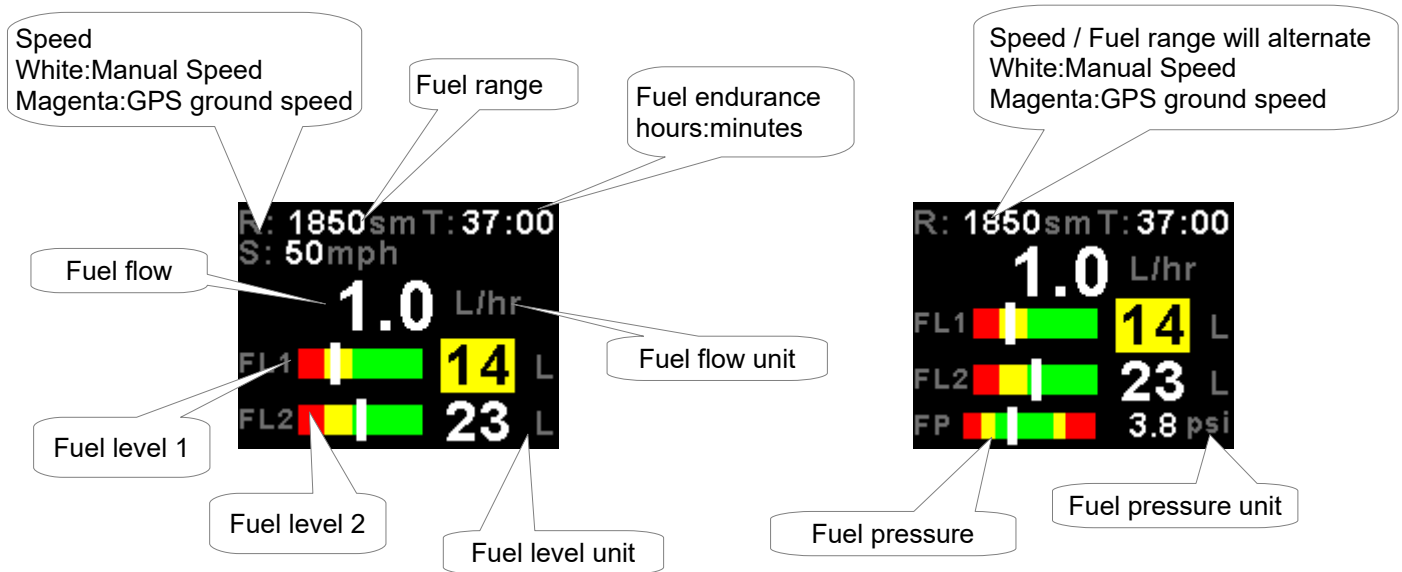 Speed
White:Manual Speed
Magenta:GPS ground speed
Fuel range
Fuel endurance
hours:minutes
Speed / Fuel range will alternate
White:Manual Speed
Magenta:GPS ground speed
R: 1850sm T: 37:00
S: 50mph
Fuel flow
1.0 L/hr
Fuel flow unit
FL1 14 L
FL2 23 L
Fuel level 1
Fuel level 2
Fuel level unit
R: 1850sm T: 37:00
1.0 L/hr
FL1 14 L
FL2 23 L
FP 3.8 psi
Fuel pressure
Fuel pressure unit